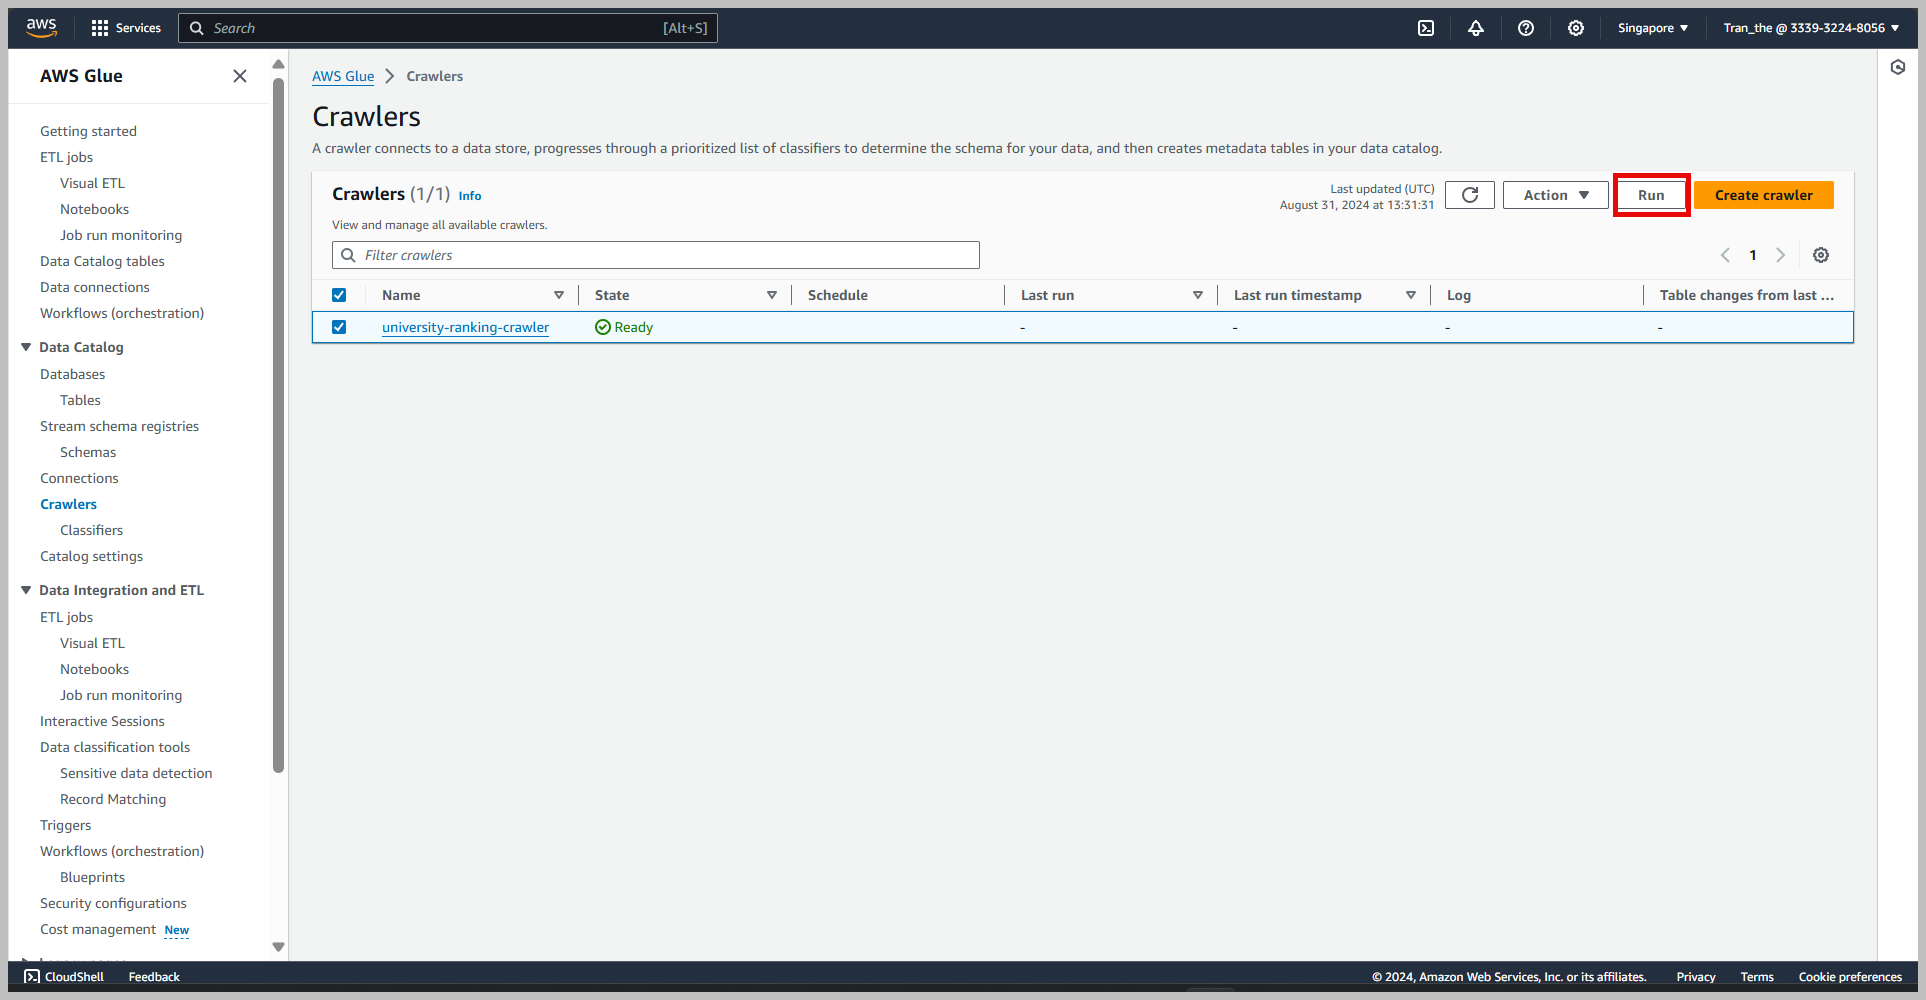 aws
Services
Search [Alt+S]
Singapore
Tran_the @ 3339-3224-8056
AWS Glue
Getting started
ETL jobs
Visual ETL
Notebooks
Job run monitoring
Data Catalog tables
Data connections
Workflows (orchestration)
Data Catalog
Databases
Tables
Stream schema registries
Schemas
Connections
Crawlers
Classifiers
Catalog settings
Data Integration and ETL
ETL jobs
Visual ETL
Notebooks
Job run monitoring
Interactive Sessions
Data classification tools
Sensitive data detection
Record Matching
Triggers
Workflows (orchestration)
Blueprints
Security configurations
Cost management New
AWS Glue > Crawlers
Crawlers
A crawler connects to a data store, progresses through a prioritized list of classifiers to determine the schema for your data, and then creates metadata tables in your data catalog.
Crawlers (1/1) Info
View and manage all available crawlers.
Last updated (UTC)
August 31, 2024 at 13:31:31
Action
Run
Create crawler
Filter crawlers
1
Name State Schedule Last run Last run timestamp Log Table changes from last ...
university-ranking-crawler Ready - - - -
CloudShell Feedback
© 2024, Amazon Web Services, Inc. or its affiliates. Privacy Terms Cookie preferences